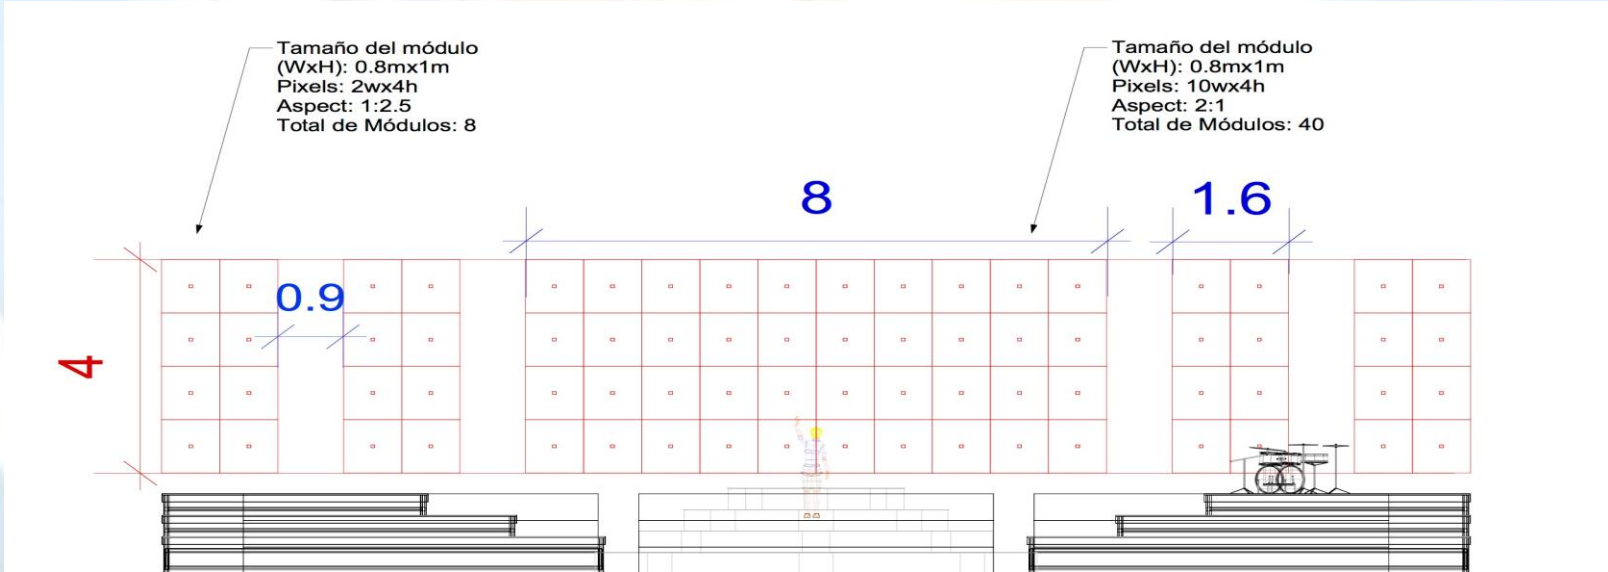 Tamaño del módulo
(WxH): 0.8mx1m
Pixels: 2wx4h
Aspect: 1:2.5
Total de Módulos: 8
Tamaño del módulo
(WxH): 0.8mx1m
Pixels: 10wx4h
Aspect: 2:1
Total de Módulos: 40
8
1.6
0.9
4